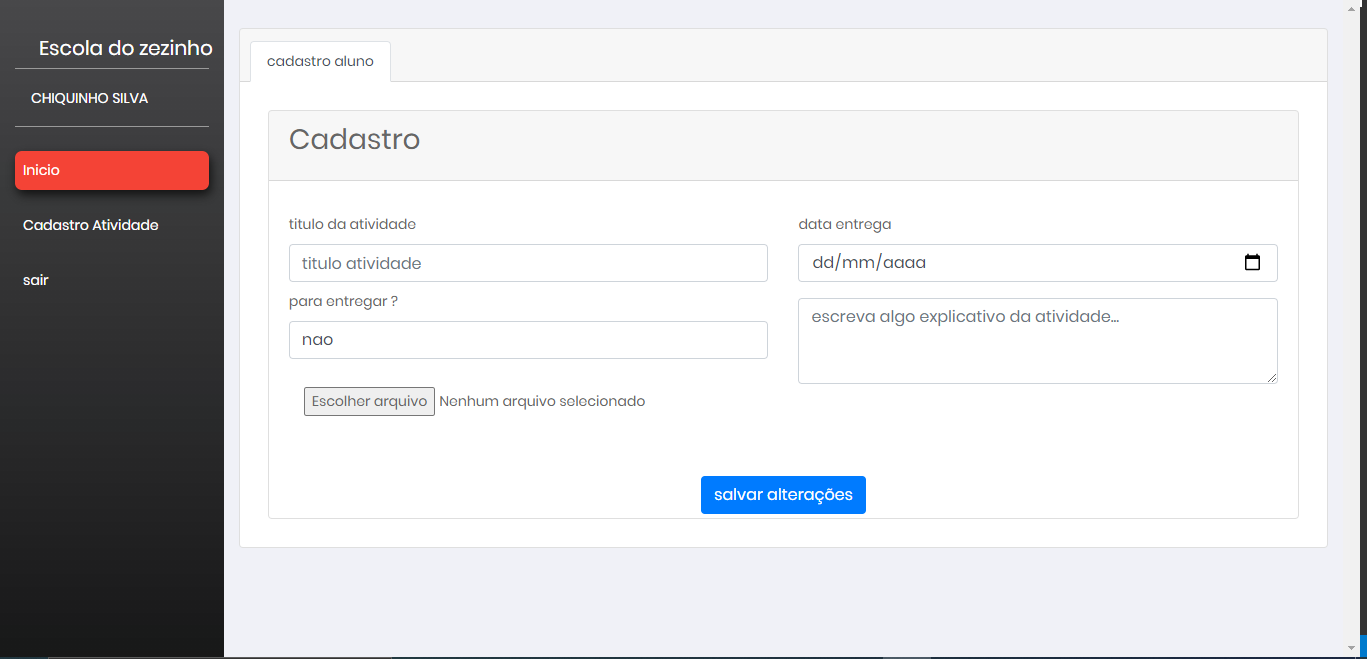 Escola do zezinho
CHIQUINHO SILVA
Inicio
Cadastro Atividade
sair
cadastro aluno
Cadastro
titulo da atividade
titulo atividade
para entregar ?
nao
Escolher arquivo Nenhum arquivo selecionado
data entrega
dd/mm/aaaa
escreva algo explicativo da atividade...
salvar alterações